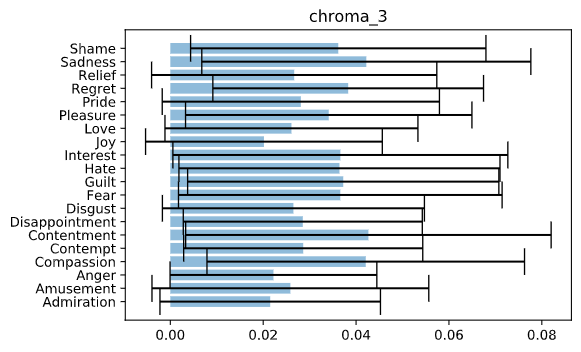 chroma_3
Shame
Sadness
Relief
Regret
Pride
Pleasure
Love
Joy
Interest
Hate
Guilt
Fear
Disgust
Disappointment
Contentment
Contempt
Compassion
Anger
Amusement
Admiration
0.00 0.02 0.04 0.06 0.08